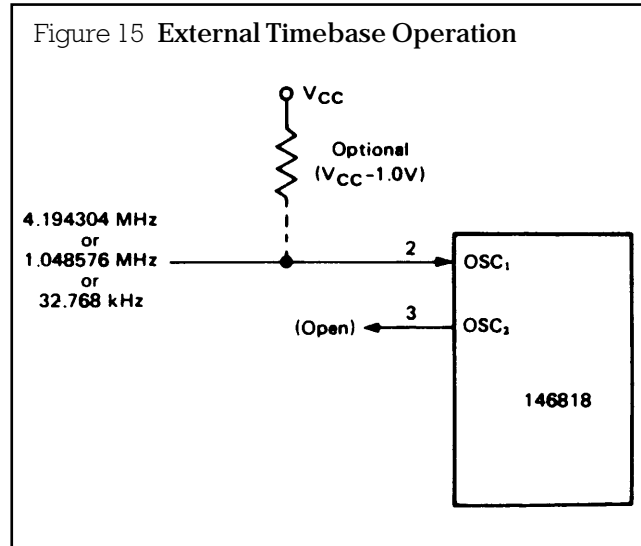 Figure 15 External Timebase Operation
VCC
Optional
(VCC-1.0V)
4.194304 MHz
or
1.048576 MHz
or
32.768 kHz
2
OSC₁
(Open)
3
OSC₂
146818